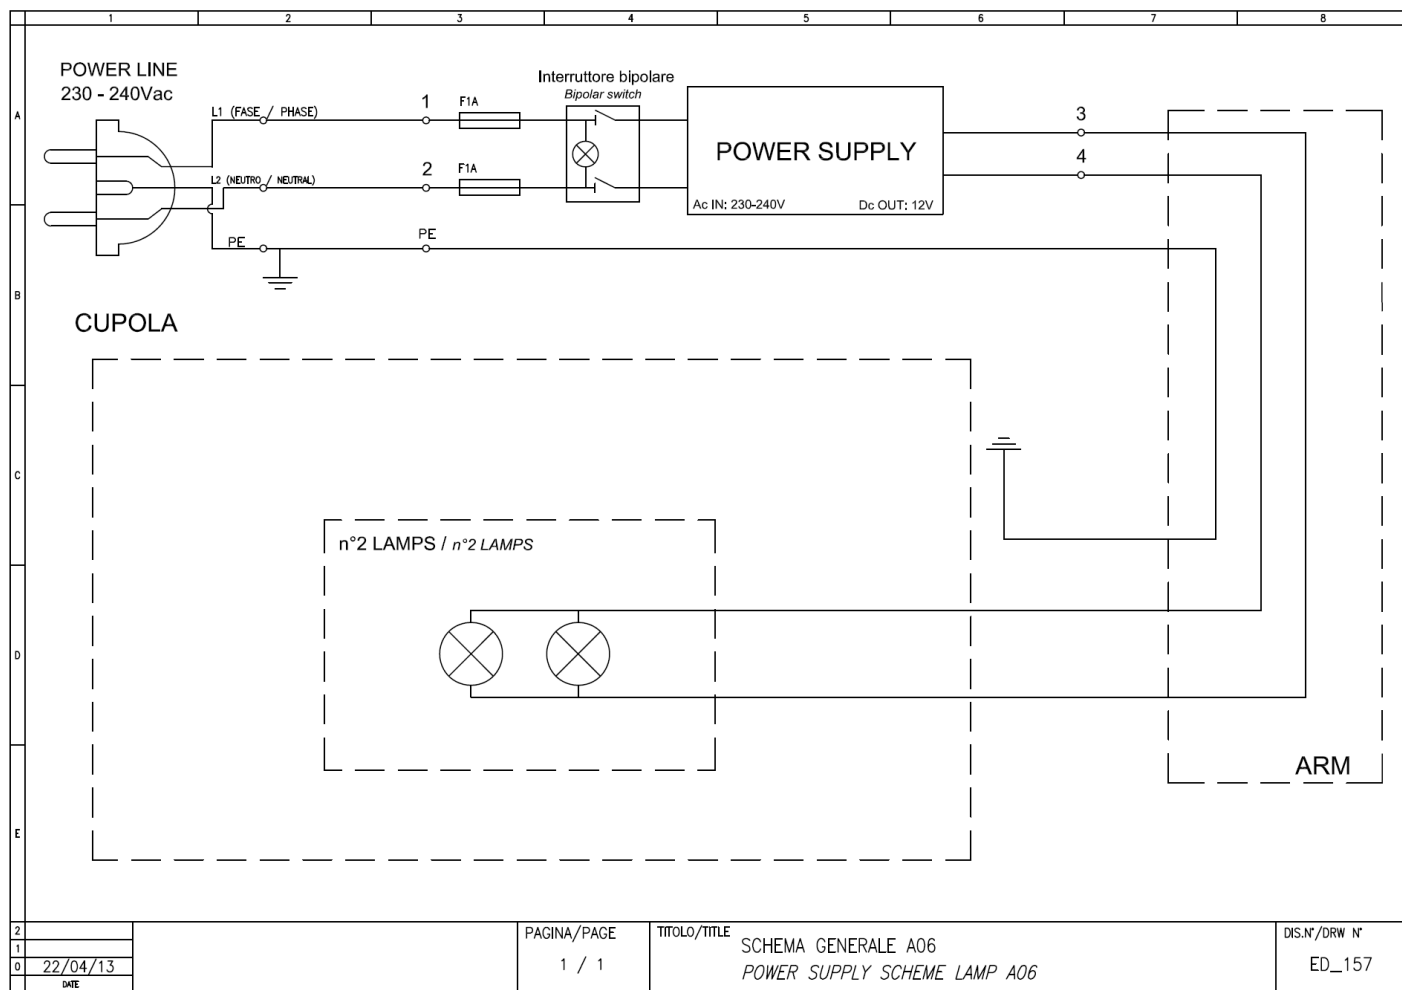 1 2 3 4 5 6 7 8
A
B
C
D
E
POWER LINE
230 - 240Vac
L1 (FASE / PHASE)
L2 (NEUTRO / NEUTRAL)
PE
1
F1A
2
F1A
PE
Interruttore bipolare
Bipolar switch
POWER SUPPLY
Ac IN: 230-240V Dc OUT: 12V
3
4
CUPOLA
n°2 LAMPS / n°2 LAMPS
ARM
2
1
0 22/04/13
DATE
PAGINA/PAGE
1 / 1
TITOLO/TITLE
SCHEMA GENERALE A06
POWER SUPPLY SCHEME LAMP A06
DIS.N°/DRW N°
ED_157